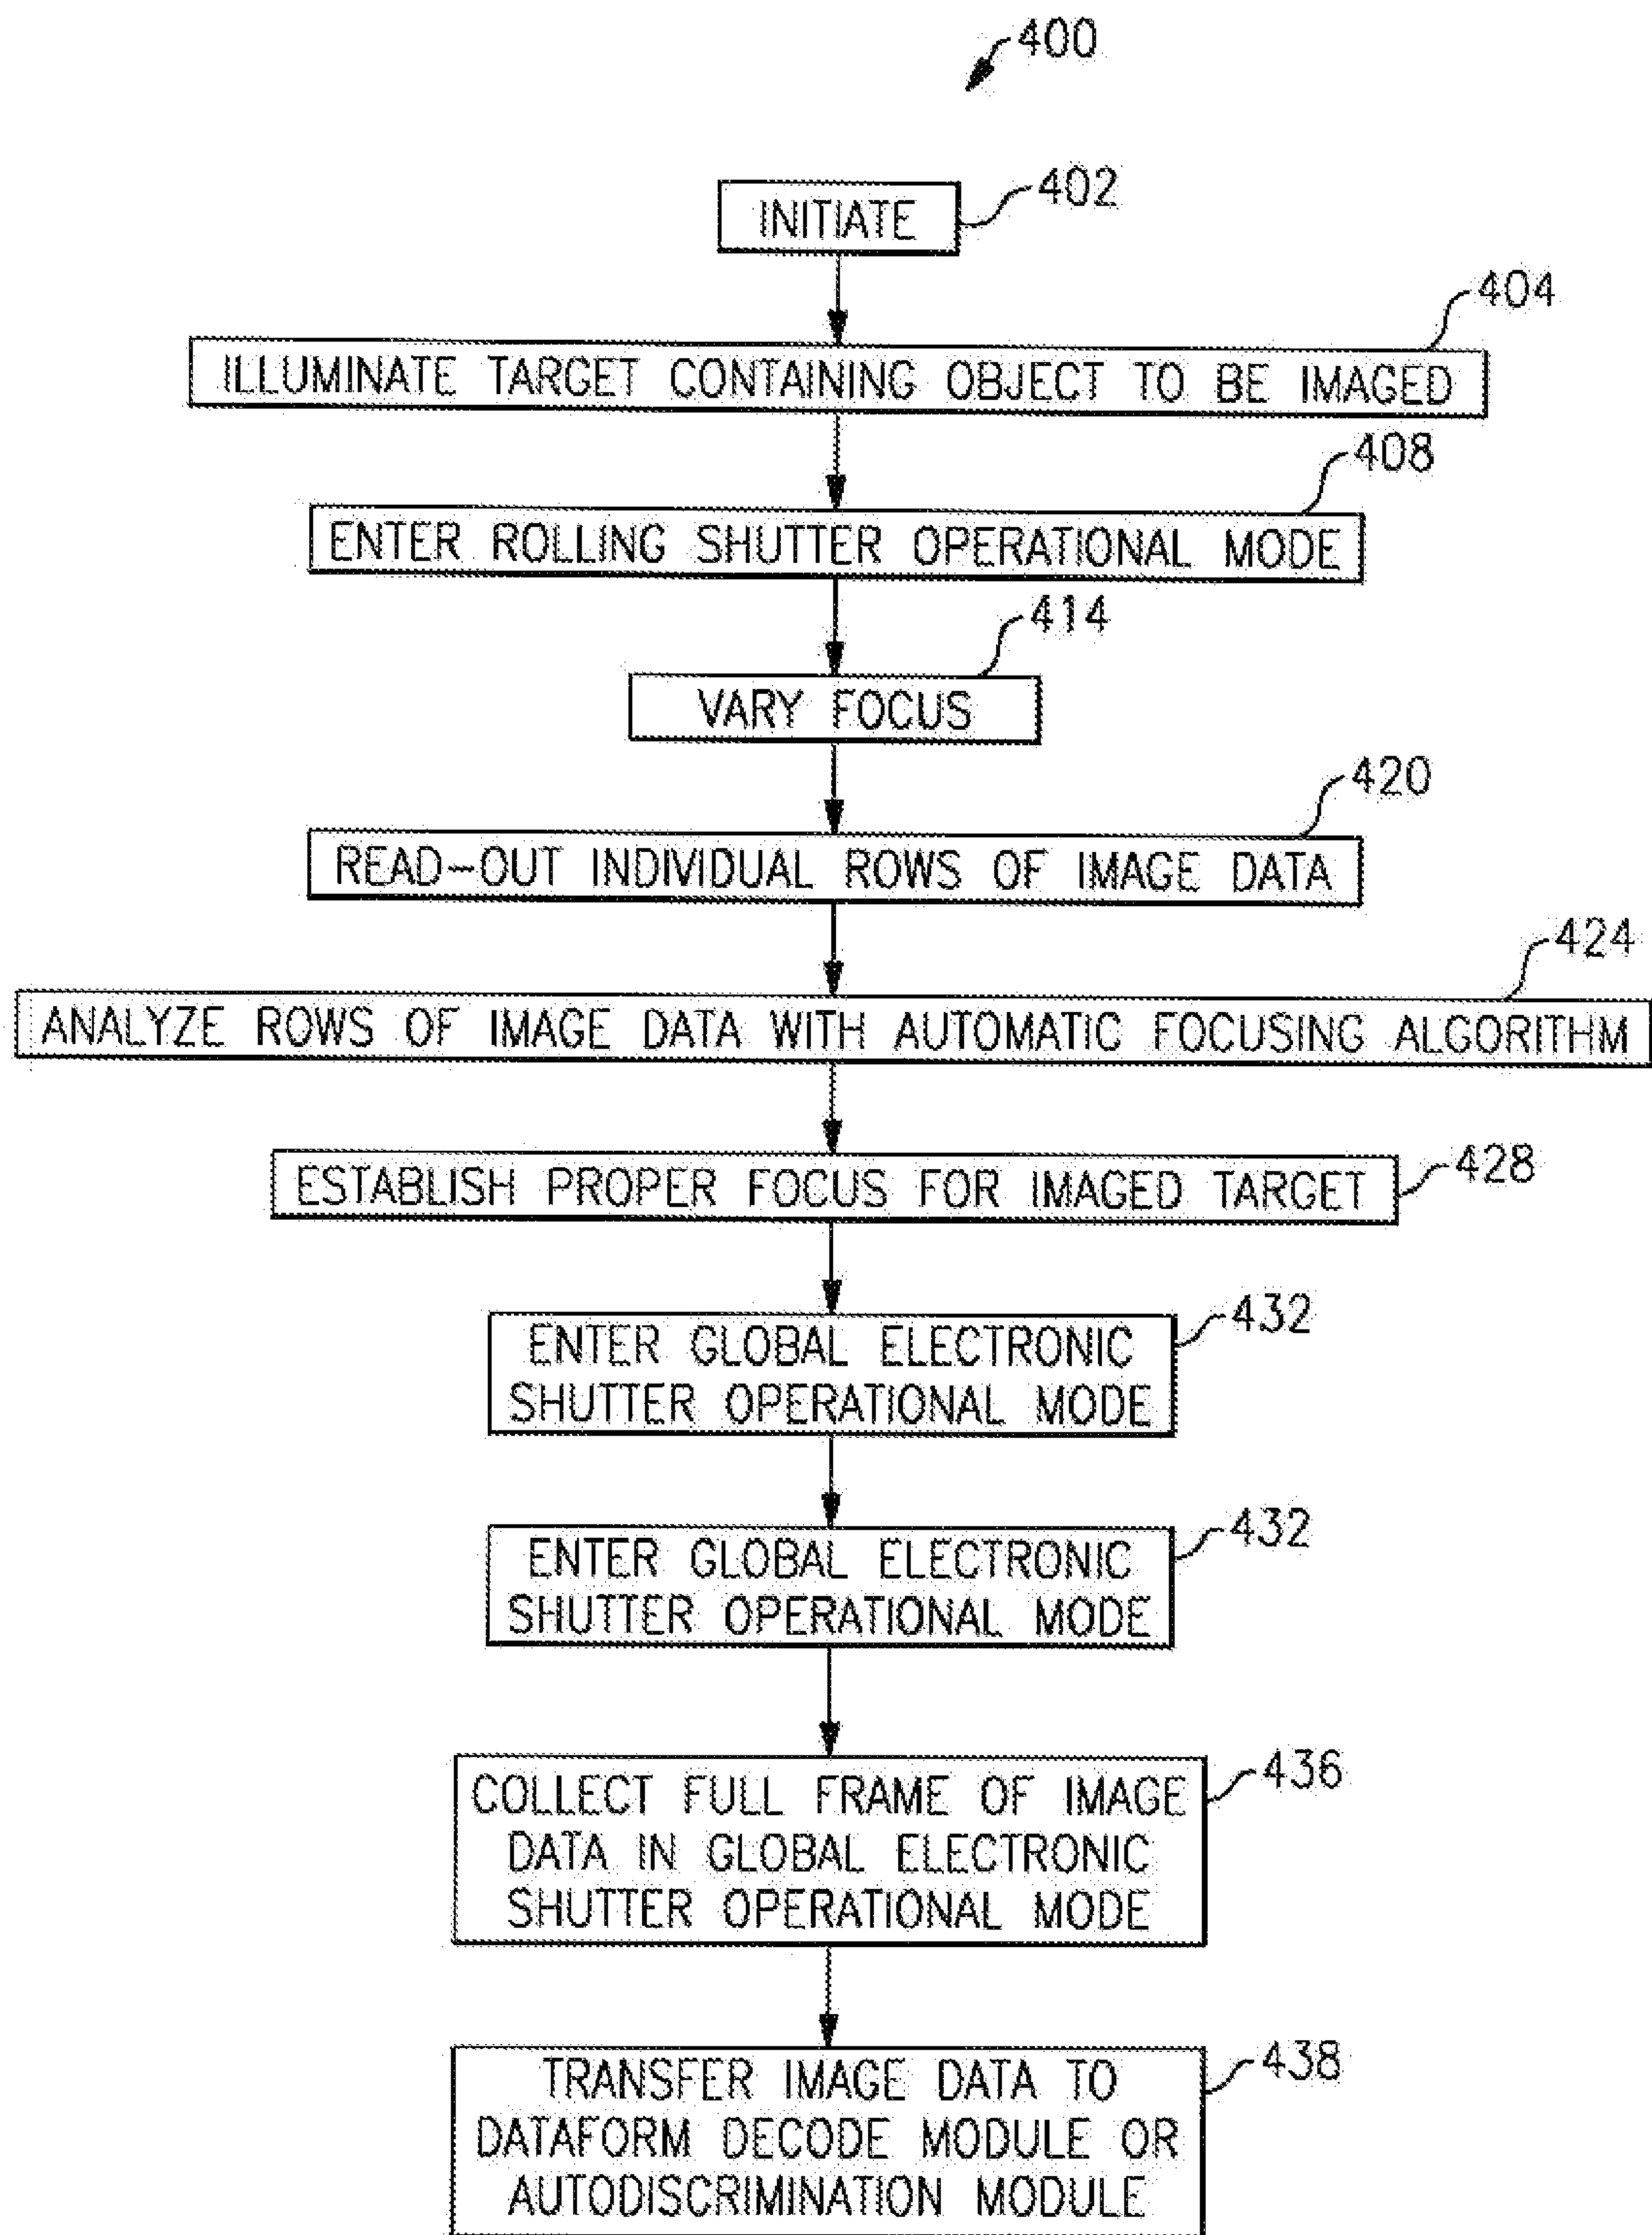 400
402
INITIATE
404
ILLUMINATE TARGET CONTAINING OBJECT TO BE IMAGED
408
ENTER ROLLING SHUTTER OPERATIONAL MODE
414
VARY FOCUS
420
READ-OUT INDIVIDUAL ROWS OF IMAGE DATA
424
ANALYZE ROWS OF IMAGE DATA WITH AUTOMATIC FOCUSING ALGORITHM
ESTABLISH PROPER FOCUS FOR IMAGED TARGET
428
ENTER GLOBAL ELECTRONIC
SHUTTER OPERATIONAL MODE
432
ENTER GLOBAL ELECTRONIC
SHUTTER OPERATIONAL MODE
432
COLLECT FULL FRAME OF IMAGE
DATA IN GLOBAL ELECTRONIC
SHUTTER OPERATIONAL MODE
436
TRANSFER IMAGE DATA TO
DATAFORM DECODE MODULE OR
AUTODISCRIMINATION MODULE
438